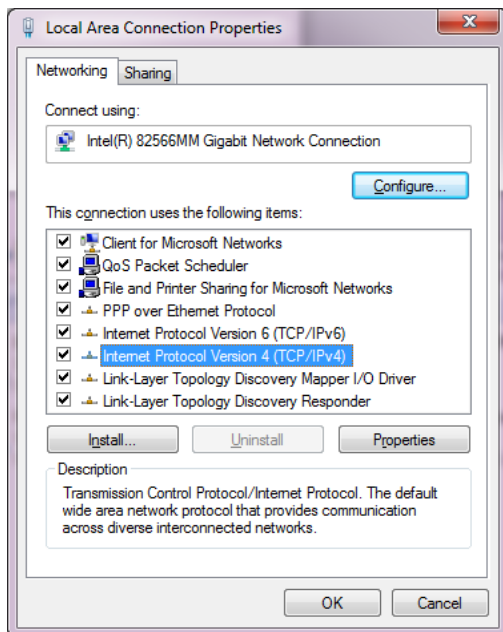 Local Area Connection Properties
X
Networking Sharing
Connect using:
Intel(R) 82566MM Gigabit Network Connection
Configure...
This connection uses the following items:
Client for Microsoft Networks
QoS Packet Scheduler
File and Printer Sharing for Microsoft Networks
PPP over Ethernet Protocol
Internet Protocol Version 6 (TCP/IPv6)
Internet Protocol Version 4 (TCP/IPv4)
Link-Layer Topology Discovery Mapper I/O Driver
Link-Layer Topology Discovery Responder
Install... Uninstall Properties
Description
Transmission Control Protocol/Internet Protocol. The default
wide area network protocol that provides communication
across diverse interconnected networks.
OK Cancel